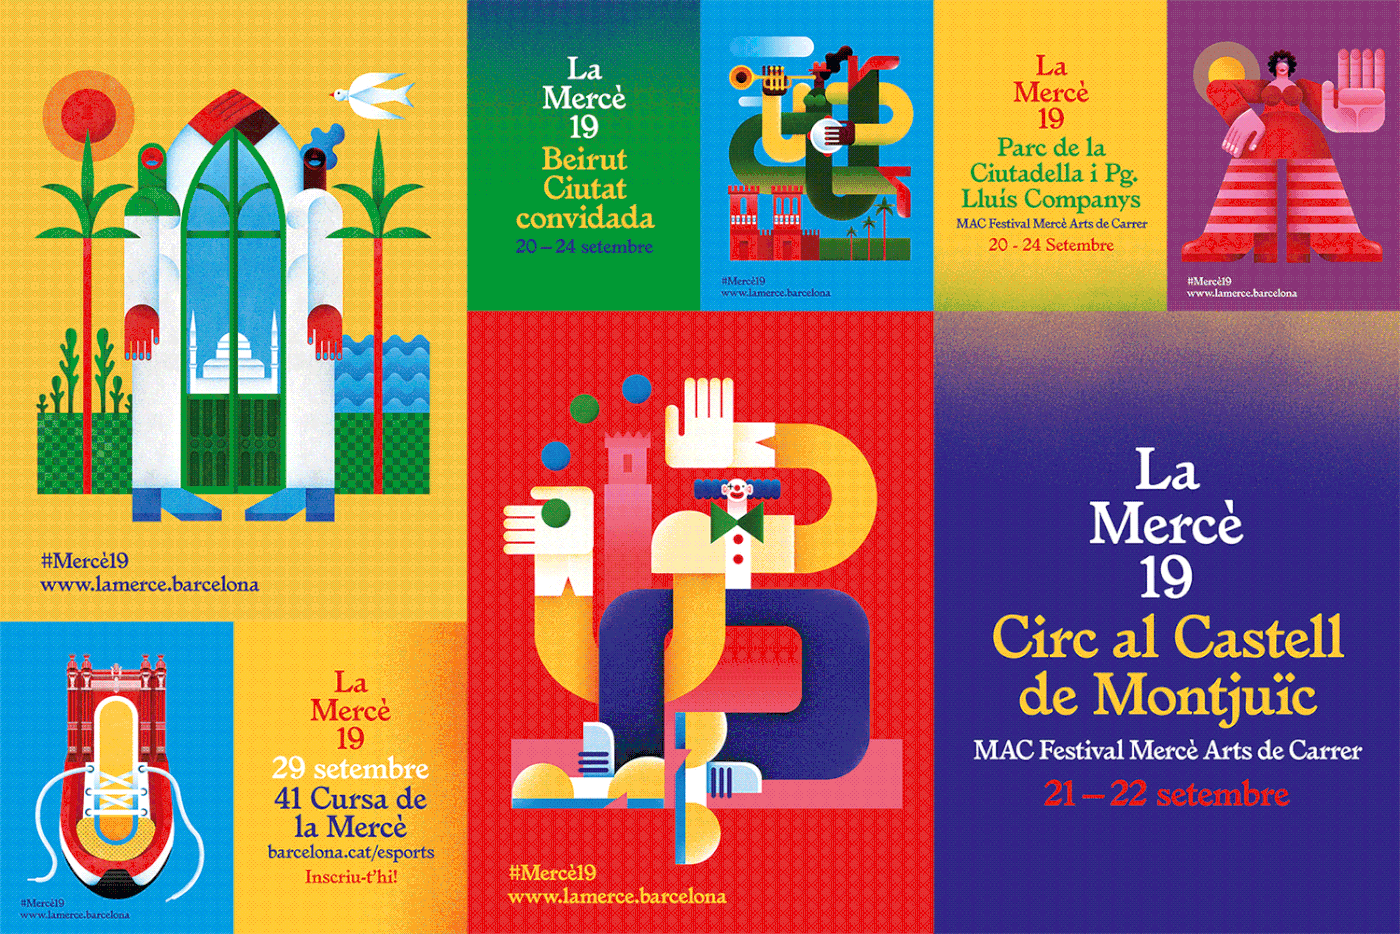 #Mercè19
www.lamerce.barcelona
La
Mercè
19
Beirut
Ciutat
convidada
20 – 24 setembre
#Mercè19
www.lamerce.barcelona
La
Mercè
19
Parc de la
Ciutadella i Pg.
Lluís Companys
MAC Festival Mercè Arts de Carrer
20 - 24 Setembre
#Mercè19
www.lamerce.barcelona
#Mercè19
www.lamerce.barcelona
La
Mercè
19
29 setembre
41 Cursa de
la Mercè
barcelona.cat/esports
Inscriu-t’hi!
#Mercè19
www.lamerce.barcelona
La
Mercè
19
Circ al Castell
de Montjuïc
MAC Festival Mercè Arts de Carrer
21 – 22 setembre